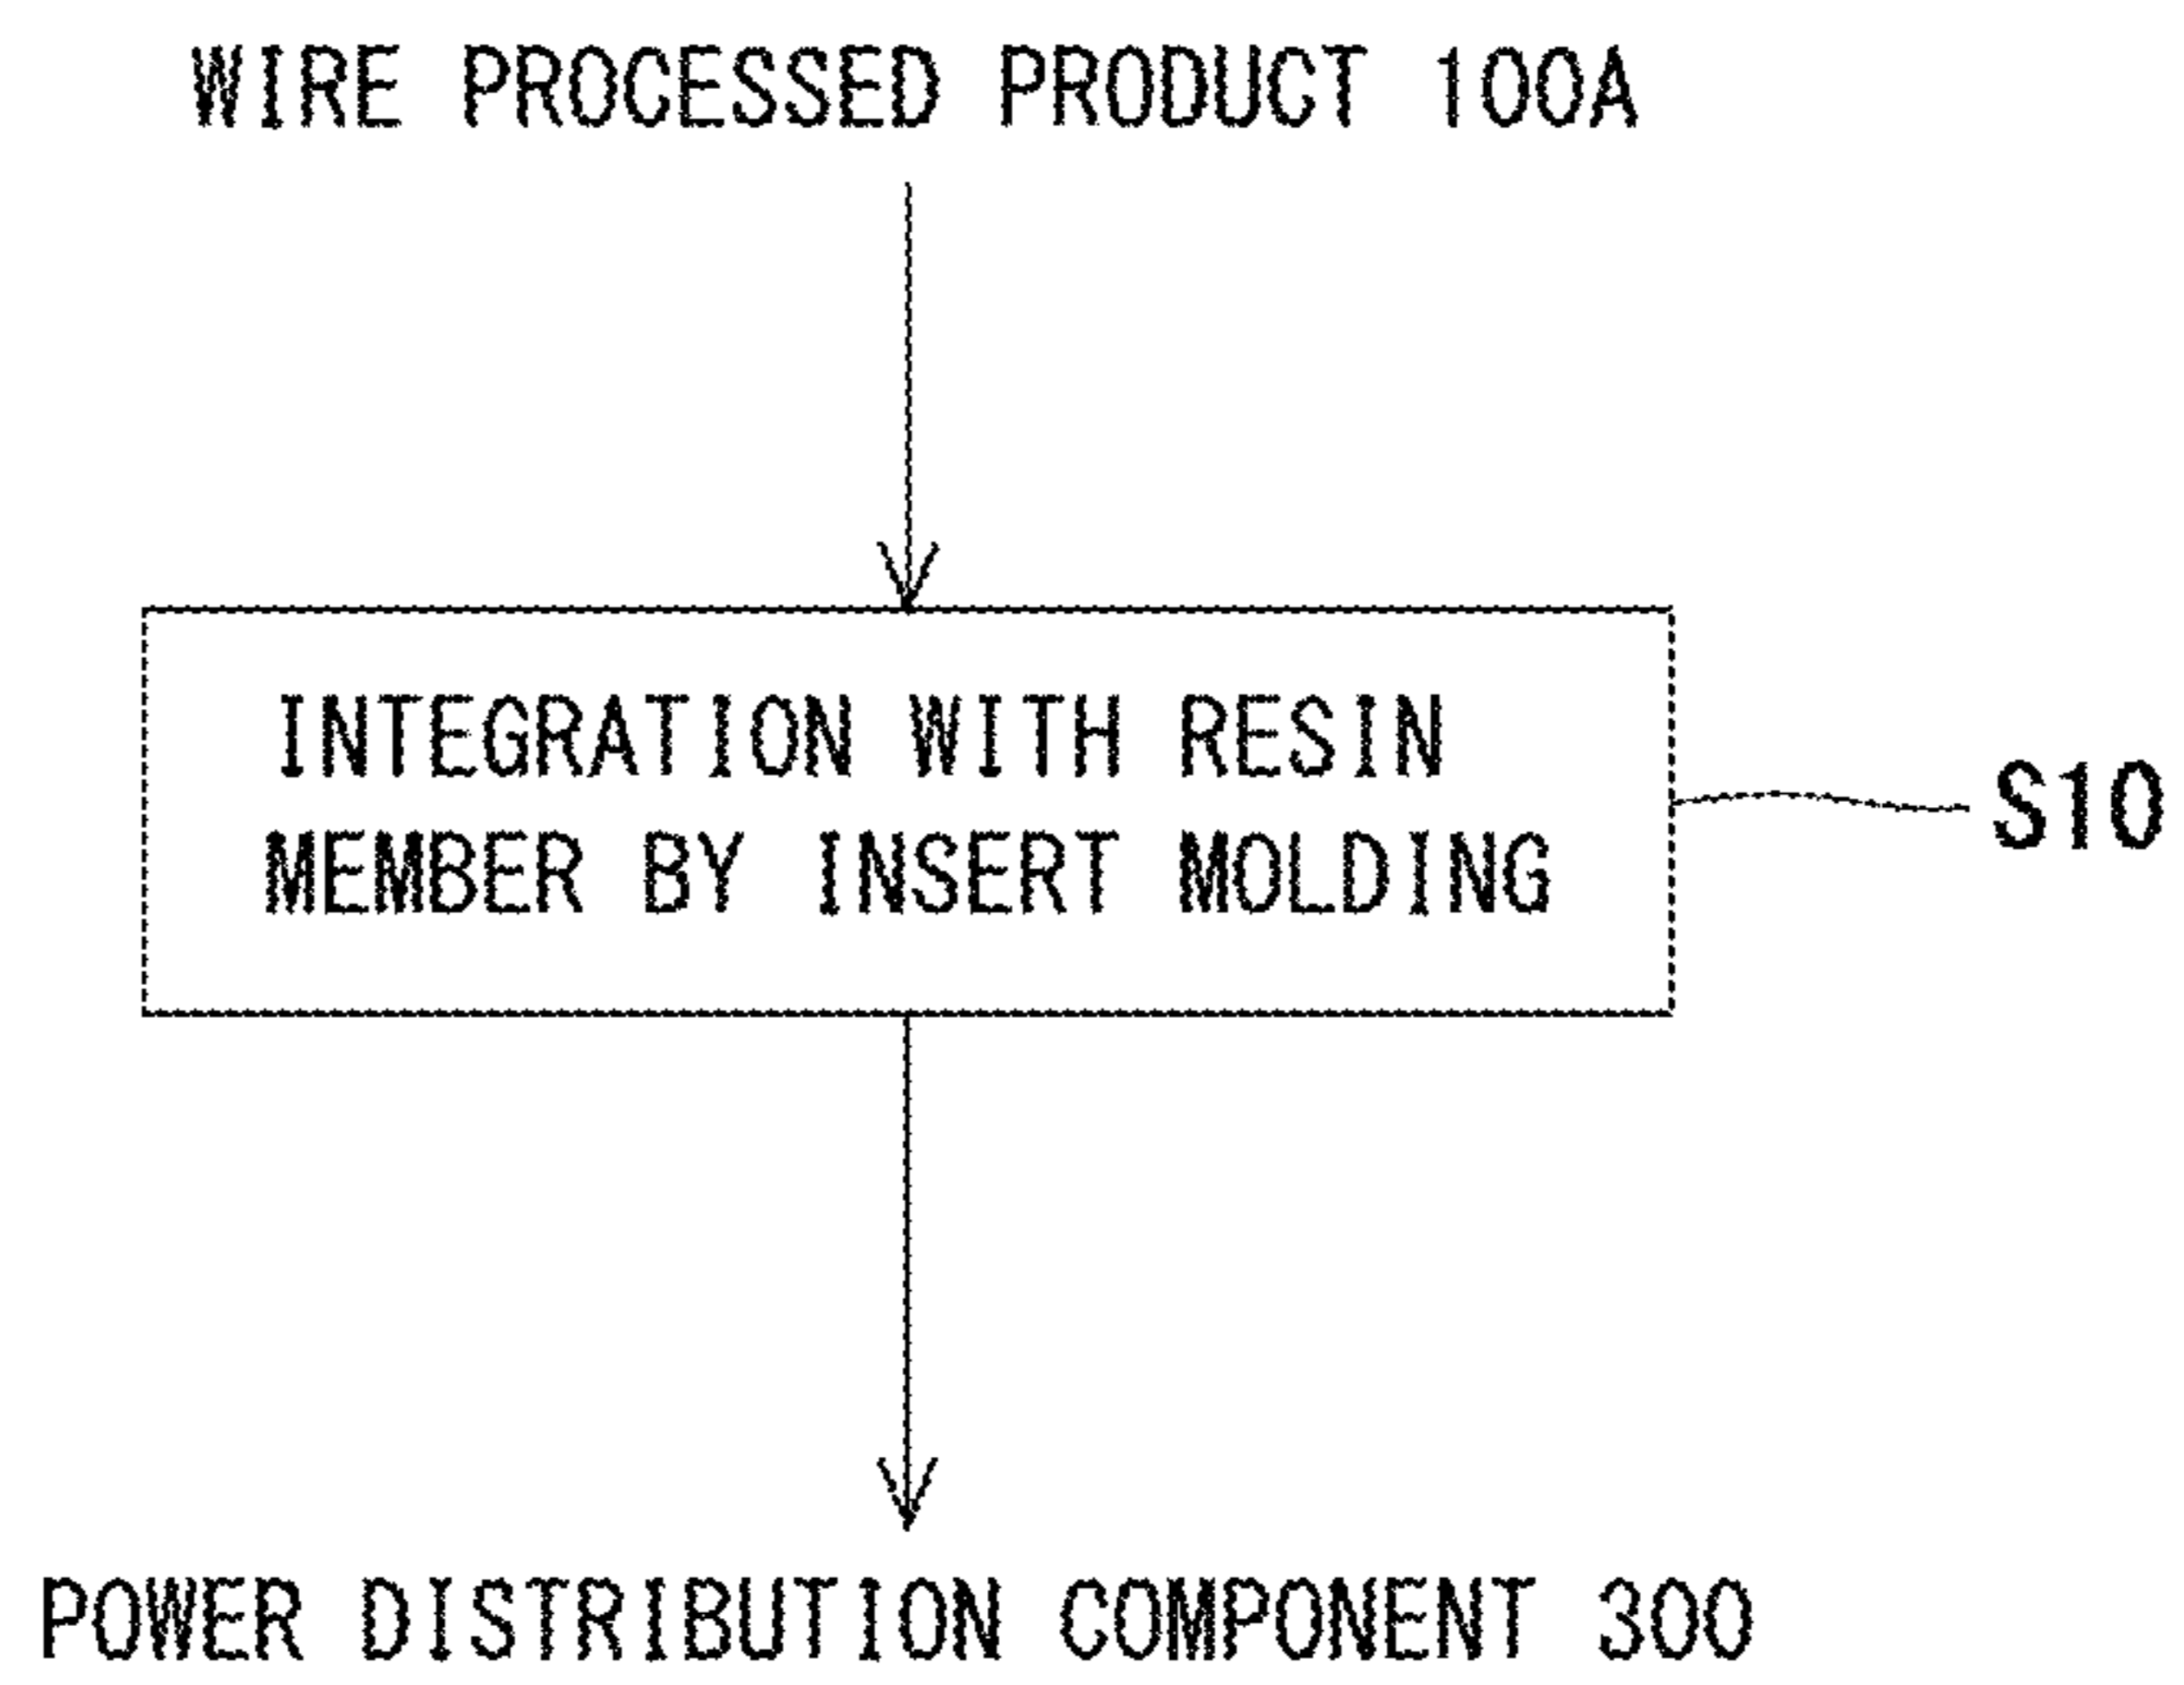 WIRE PROCESSED PRODUCT 100A
INTEGRATION WITH RESIN
MEMBER BY INSERT MOLDING
S10
POWER DISTRIBUTION COMPONENT 300